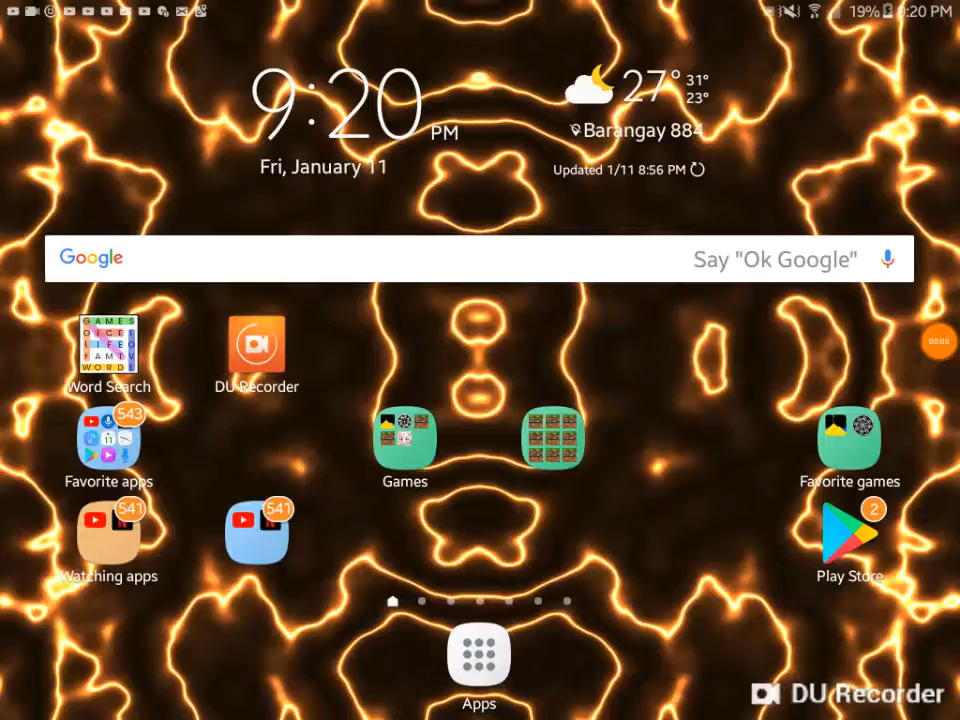 19% 9:20 PM
9:20 PM
Fri, January 11
27° 31°
23°
Barangay 884
Updated 1/11 8:56 PM
Google Say "Ok Google"
00:00
GAMES
WORD
Word Search
DU Recorder
543
Favorite apps
Games
Favorite games
541
541
2
Watching apps
Play Store
Apps
DU Recorder